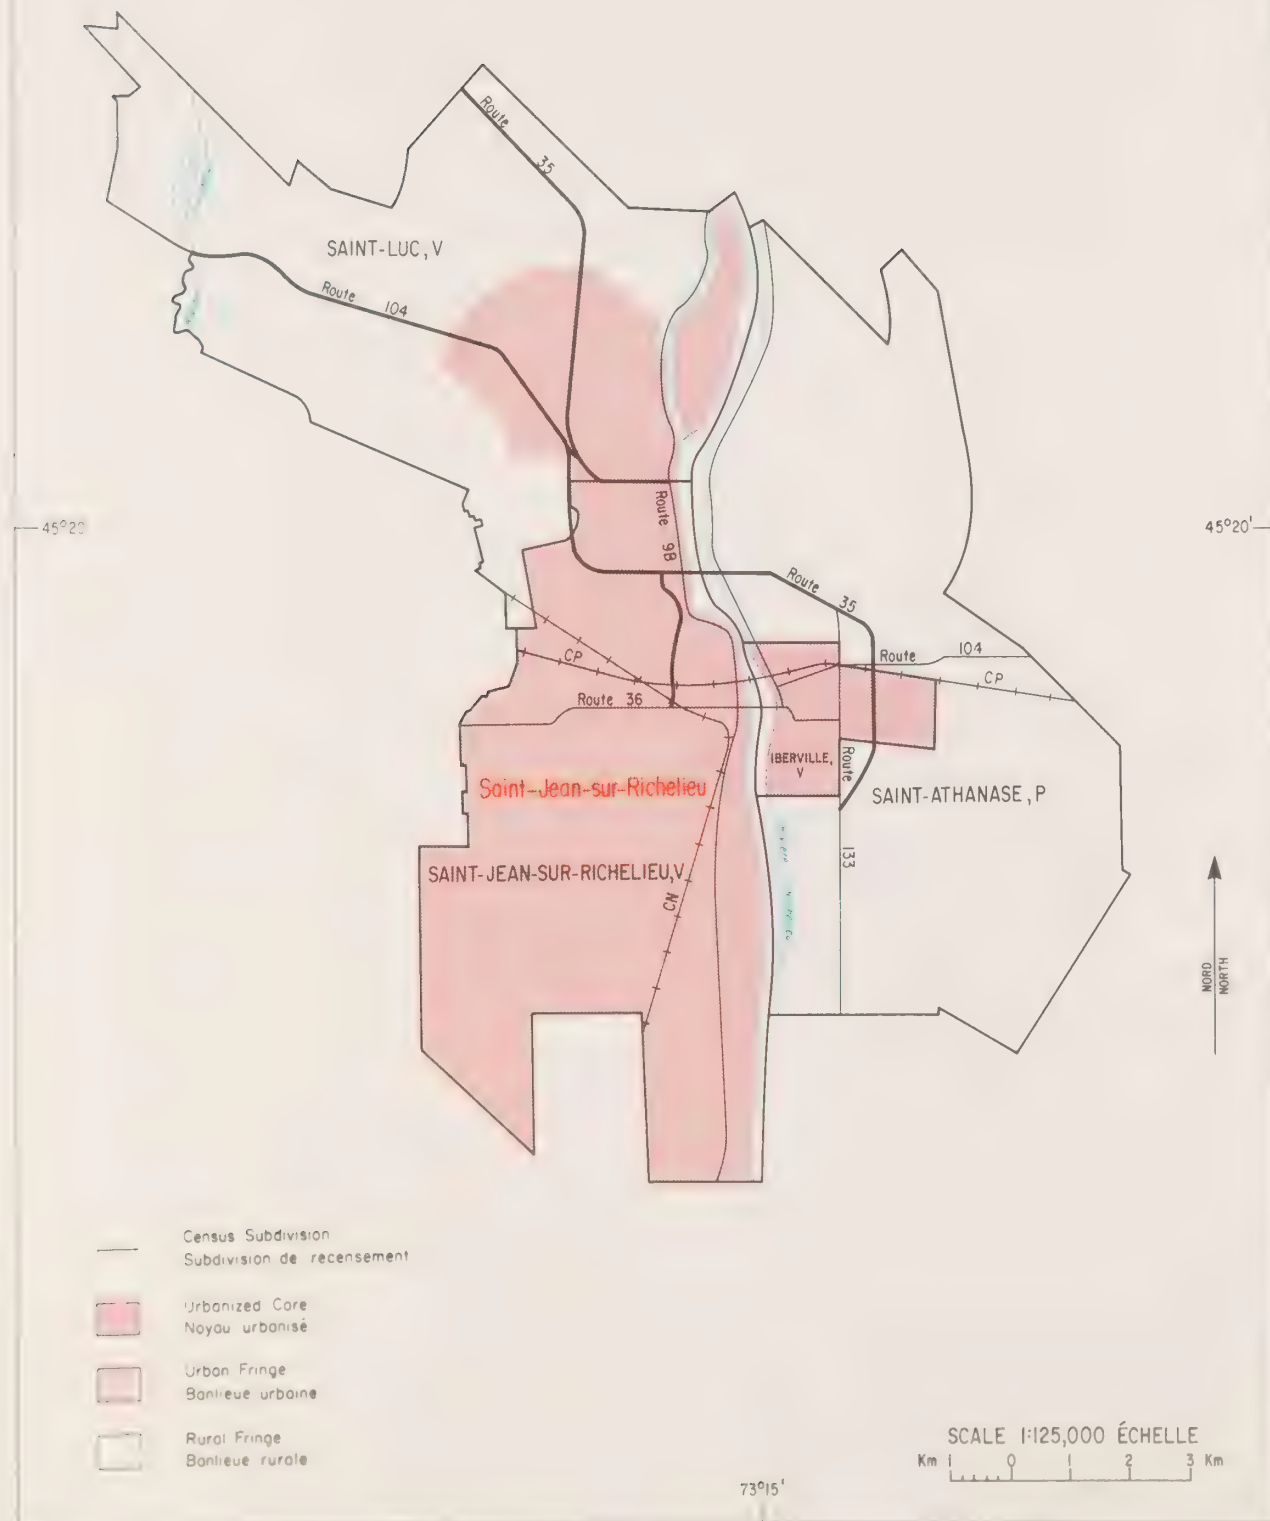 Route
35
SAINT-LUC, V
Route 104
Route 9B
45°20'
Route
35
Route 104
CP
CP
Route 36
IBERVILLE,
V
Route
133
Saint-Jean-sur-Richelieu
SAINT-ATHANASE, P
SAINT-JEAN-SUR-RICHELIEU, V
CN
NORD
NORTH
Census Subdivision
Subdivision de recensement
Urbanized Core
Noyau urbanisé
Urban Fringe
Banlieue urbaine
Rural Fringe
Banlieue rurale
SCALE 1:125,000 ÉCHELLE
Km 1 0 1 2 3 Km
73°15'